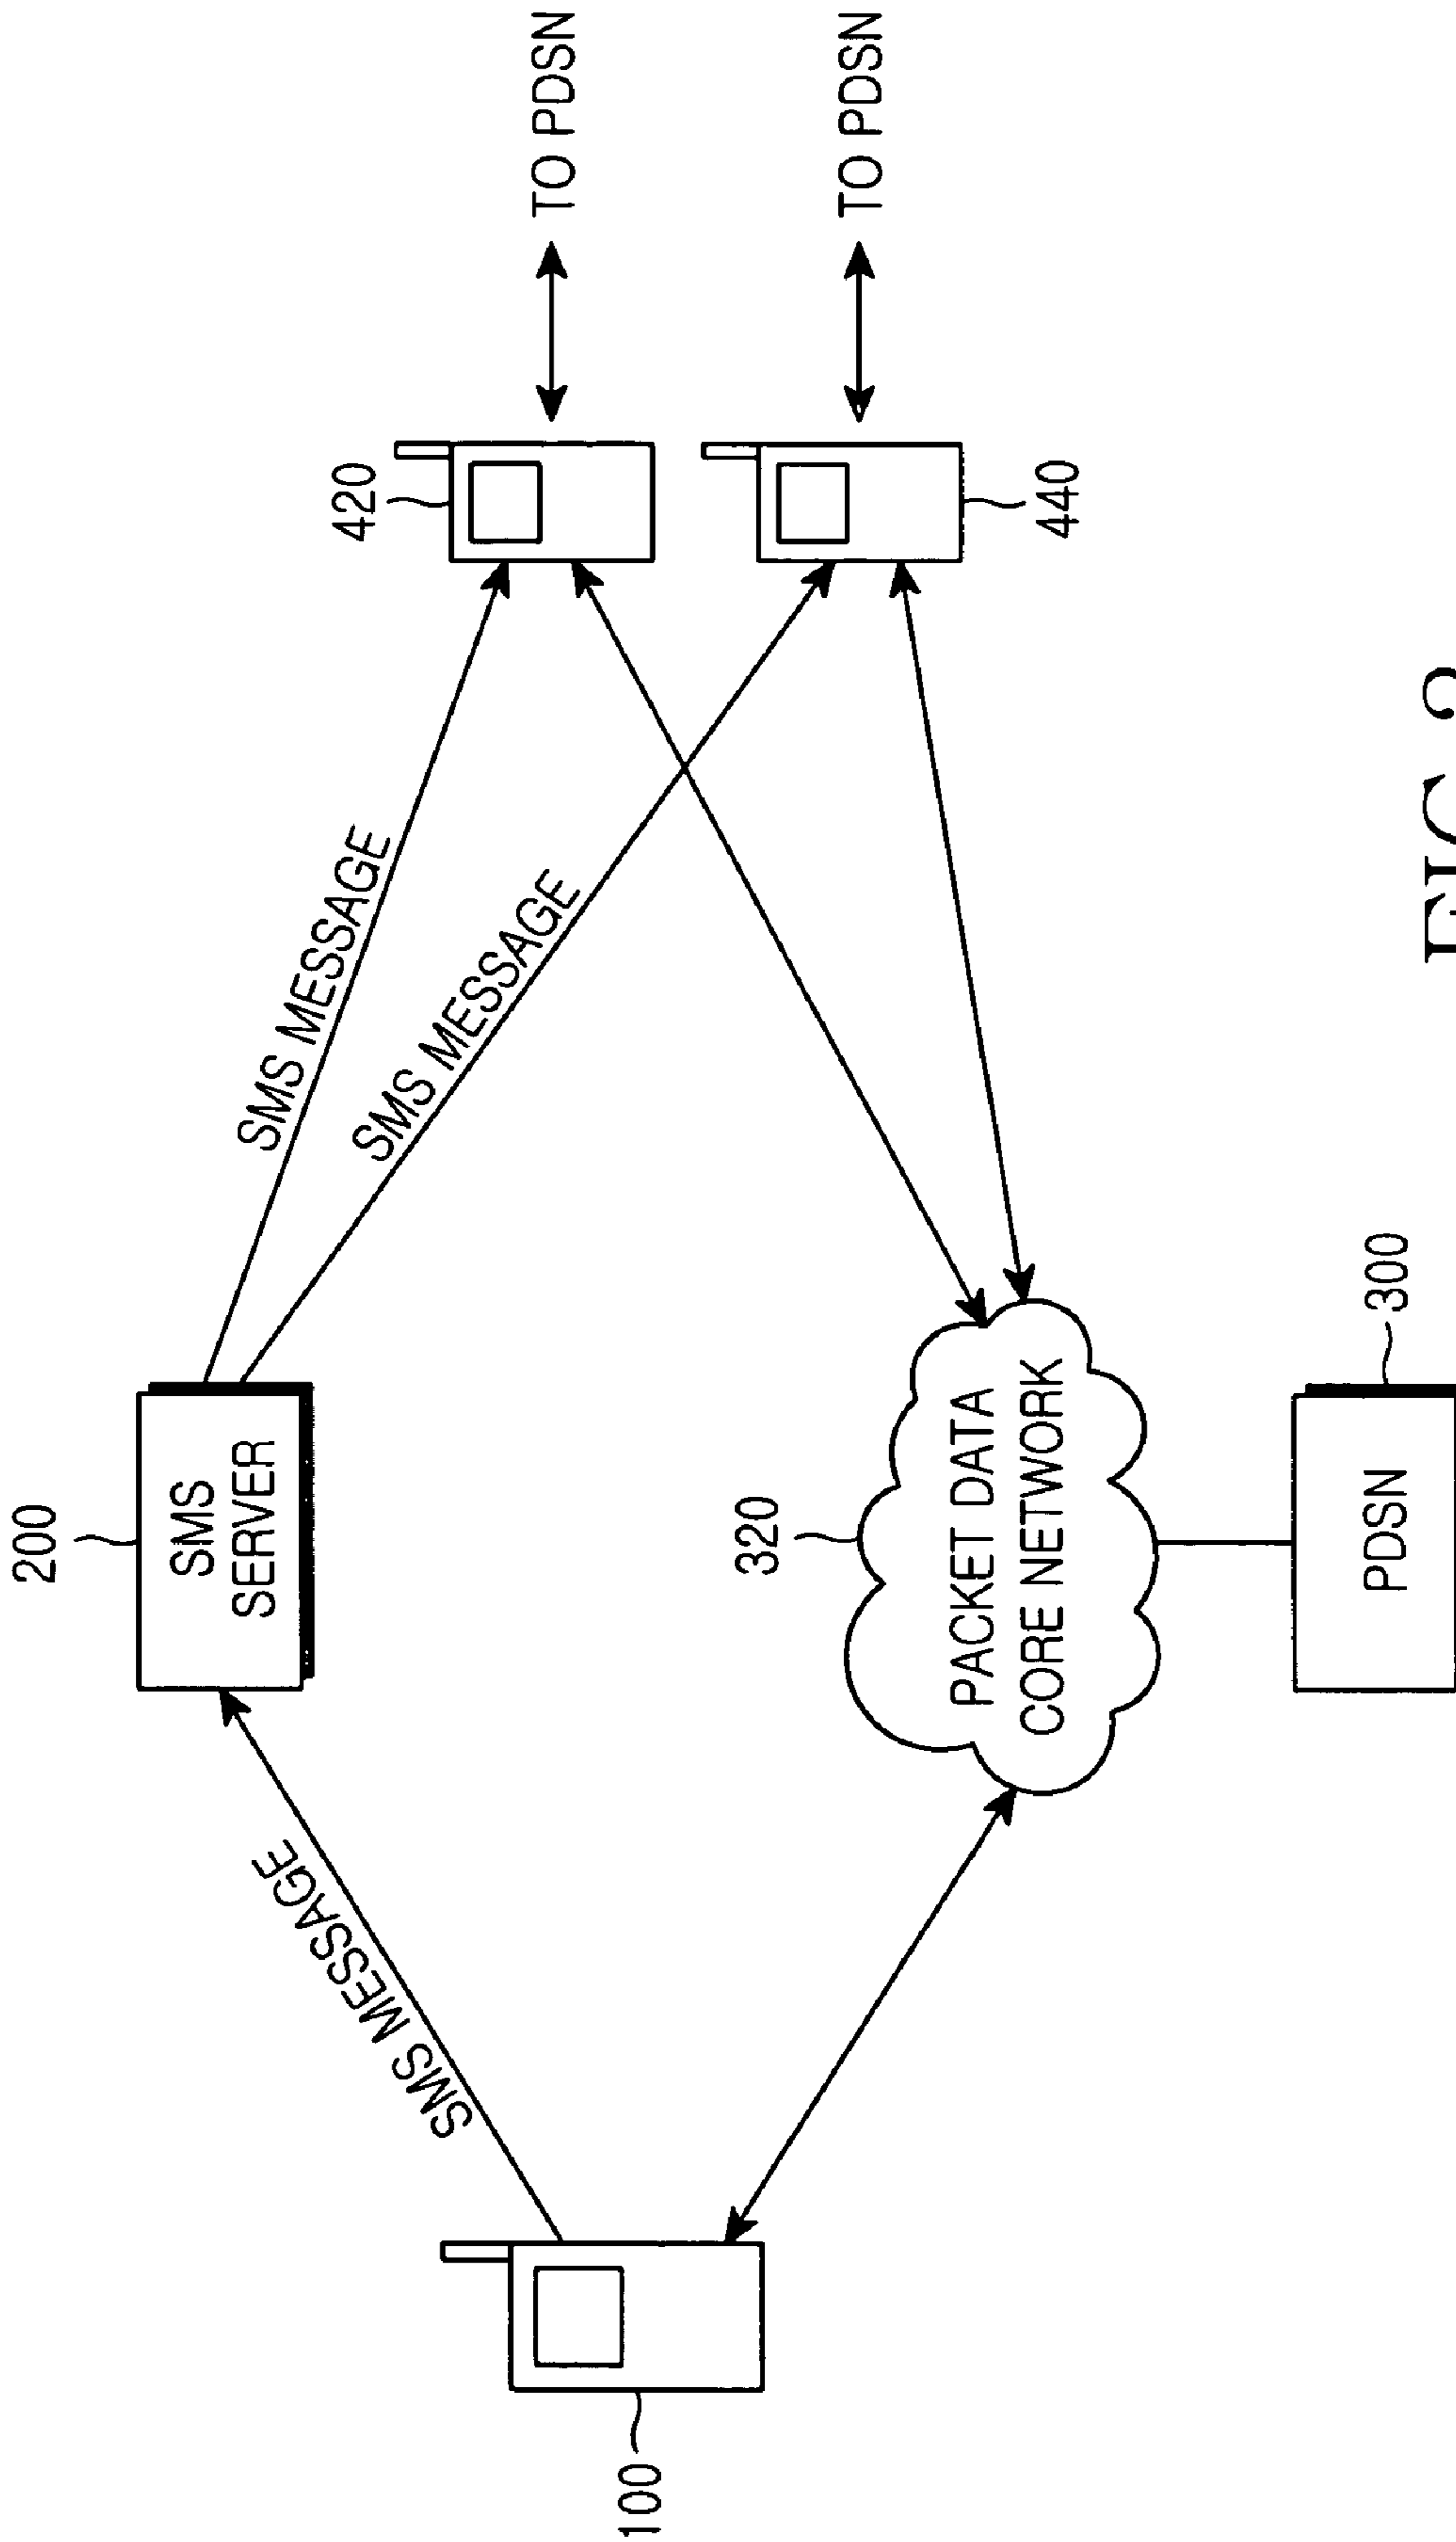 200
SMS
SERVER
SMS MESSAGE
SMS MESSAGE
SMS MESSAGE
420
TO PDSN
100
320
TO PDSN
PACKET DATA
CORE NETWORK
440
PDSN
300
FIG.